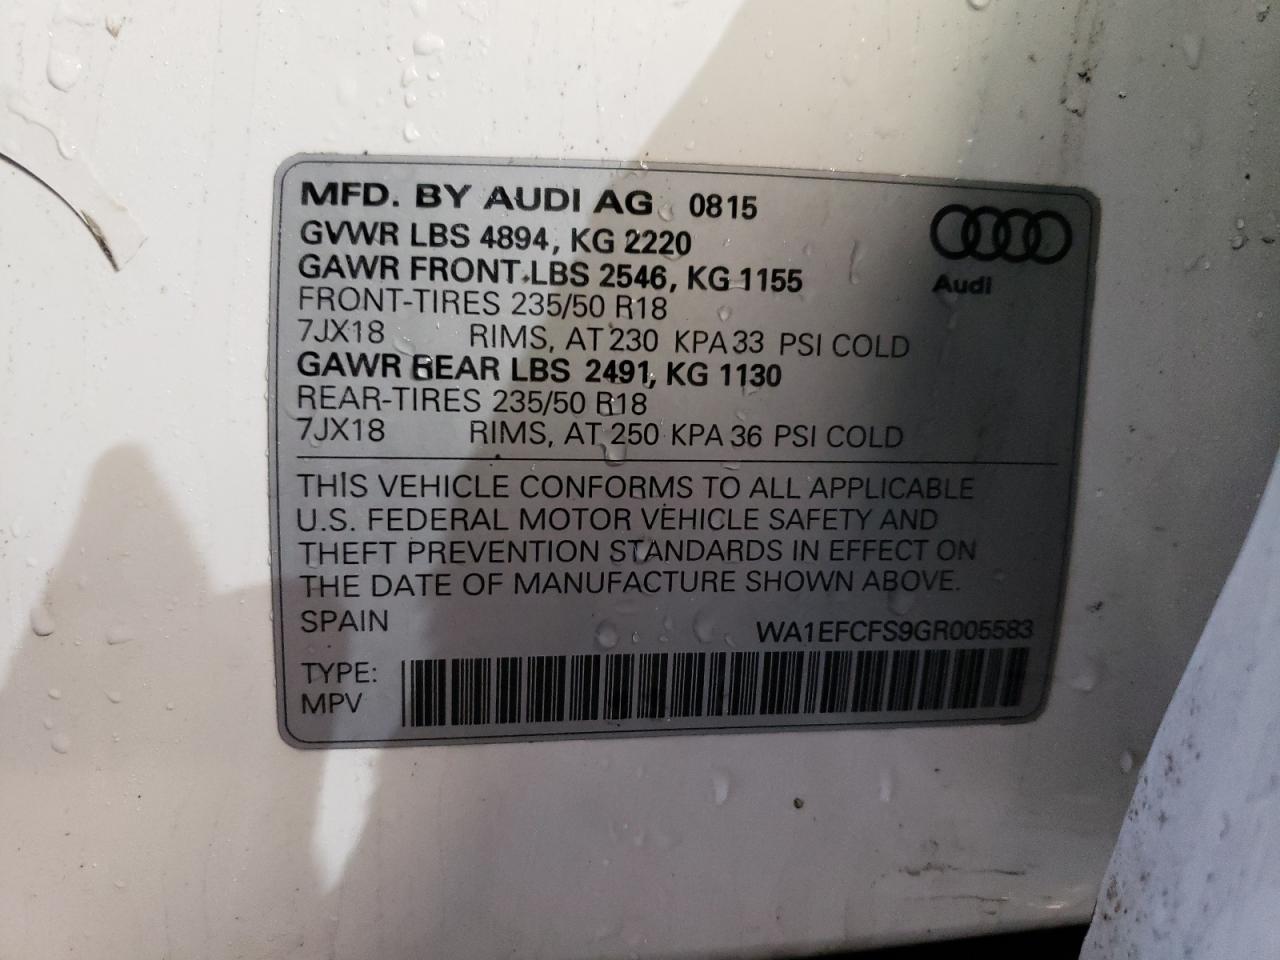 MFD. BY AUDI AG 0815
GVWR LBS 4894, KG 2220
GAWR FRONT LBS 2546, KG 1155
Audi
FRONT-TIRES 235/50 R18
7JX18 RIMS, AT 230 KPA 33 PSI COLD
GAWR REAR LBS 2491, KG 1130
REAR-TIRES 235/50 R18
7JX18 RIMS, AT 250 KPA 36 PSI COLD
THIS VEHICLE CONFORMS TO ALL APPLICABLE
U.S. FEDERAL MOTOR VEHICLE SAFETY AND
THEFT PREVENTION STANDARDS IN EFFECT ON
THE DATE OF MANUFACTURE SHOWN ABOVE.
SPAIN WA1EFCFS9GR005583
TYPE:
MPV